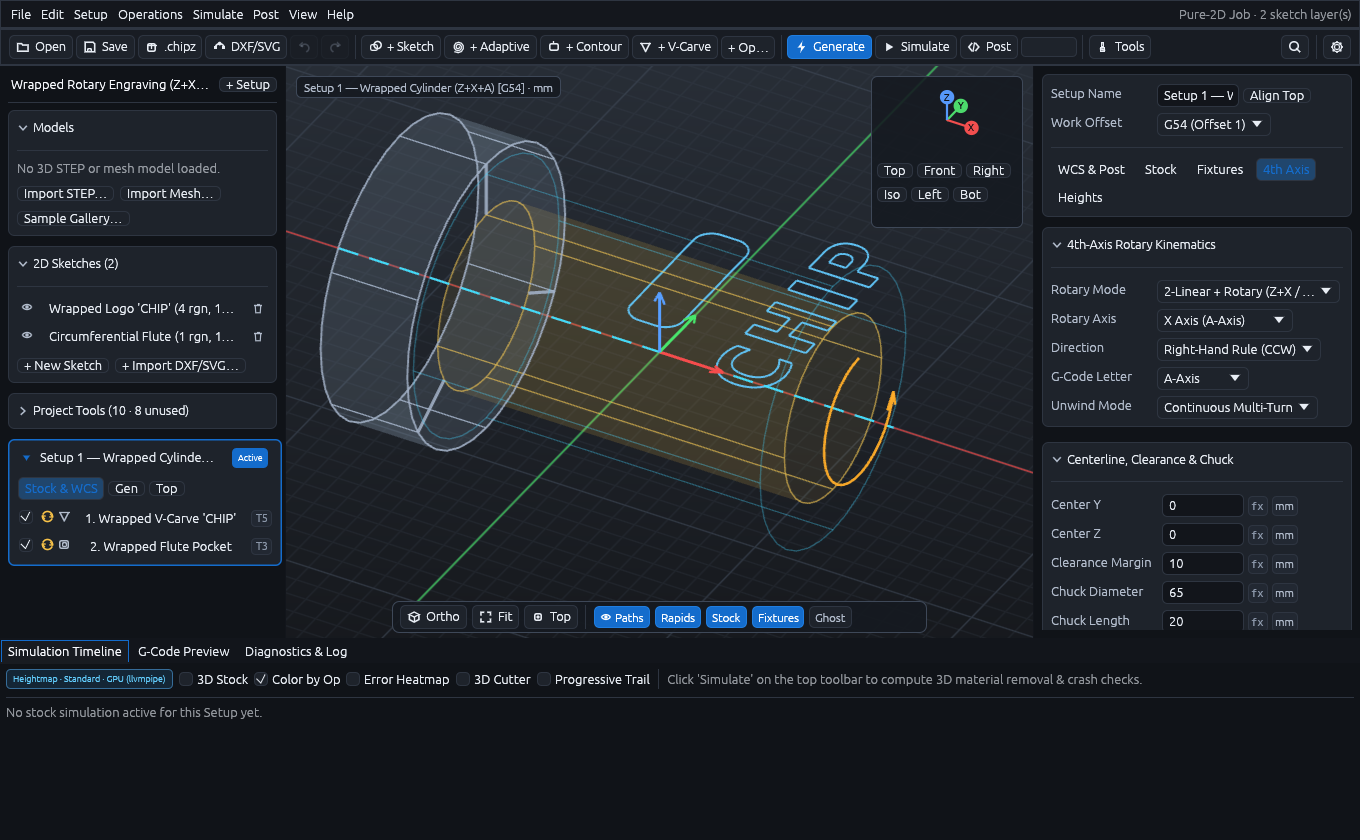 File Edit Setup Operations Simulate Post View Help
Pure-2D Job · 2 sketch layer(s)
Open Save .chipz DXF/SVG + Sketch + Adaptive + Contour + V-Carve + Op… Generate Simulate Post Tools
Wrapped Rotary Engraving (Z+X… + Setup
Models
No 3D STEP or mesh model loaded.
Import STEP… Import Mesh…
Sample Gallery…
2D Sketches (2)
Wrapped Logo 'CHIP' (4 rgn, 1…
Circumferential Flute (1 rgn, 1…
+ New Sketch + Import DXF/SVG…
Project Tools (10 · 8 unused)
Setup 1 — Wrapped Cylinde… Active
Stock & WCS Gen Top
1. Wrapped V-Carve 'CHIP' T5
2. Wrapped Flute Pocket T3
Setup 1 — Wrapped Cylinder (Z+X+A) [G54] · mm
Z Y X
Top Front Right
Iso Left Bot
CHIP
Ortho Fit Top Paths Rapids Stock Fixtures Ghost
Setup Name Setup 1 — W Align Top
Work Offset G54 (Offset 1)
WCS & Post Stock Fixtures 4th Axis
Heights
4th-Axis Rotary Kinematics
Rotary Mode 2-Linear + Rotary (Z+X / …
Rotary Axis X Axis (A-Axis)
Direction Right-Hand Rule (CCW)
G-Code Letter A-Axis
Unwind Mode Continuous Multi-Turn
Centerline, Clearance & Chuck
Center Y 0 fx mm
Center Z 0 fx mm
Clearance Margin 10 fx mm
Chuck Diameter 65 fx mm
Chuck Length 20 fx mm
Simulation Timeline G-Code Preview Diagnostics & Log
Heightmap · Standard · GPU (llvmpipe) 3D Stock Color by Op Error Heatmap 3D Cutter Progressive Trail Click 'Simulate' on the top toolbar to compute 3D material removal & crash checks.
No stock simulation active for this Setup yet.